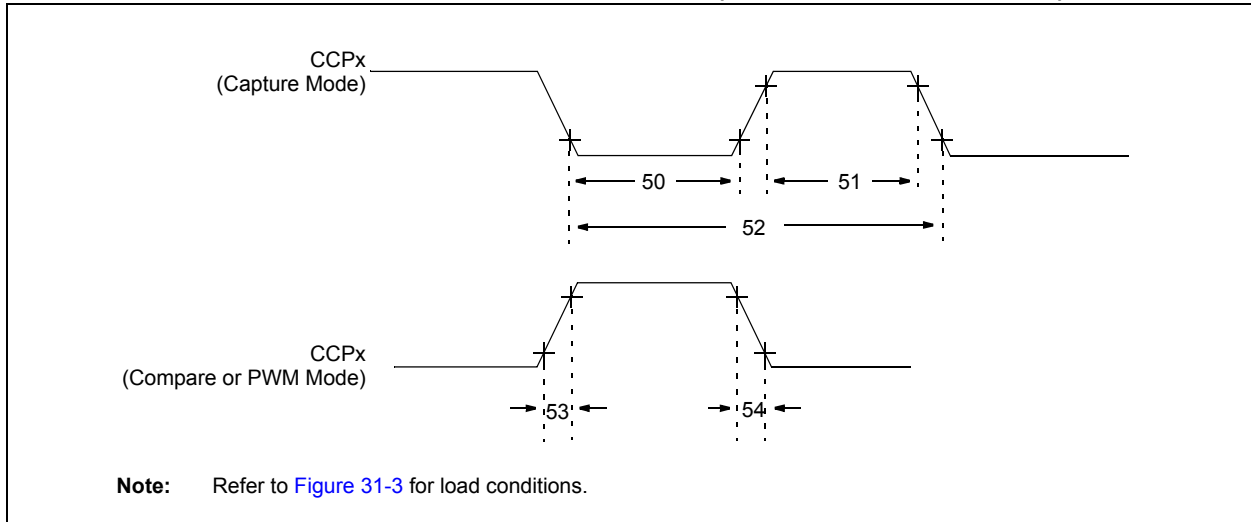 CCPx
(Capture Mode)
50
51
52
CCPx
(Compare or PWM Mode)
53
54
Note: Refer to Figure 31-3 for load conditions.